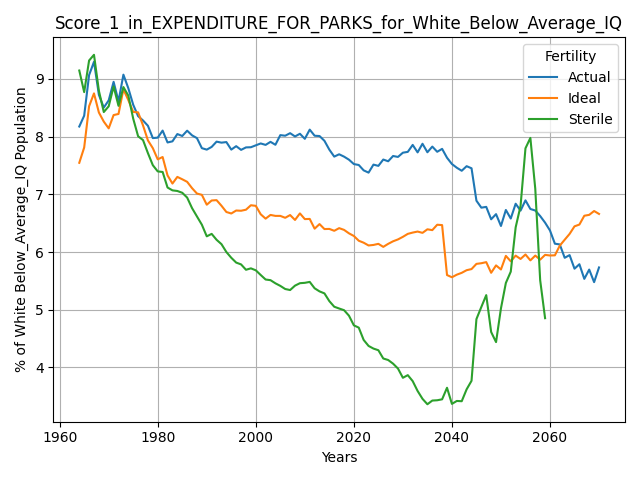 Score_1_in_EXPENDITURE_FOR_PARKS_for_White_Below_Average_IQ
Fertility
Actual
Ideal
Sterile
% of White Below_Average_IQ Population
9
8
7
6
5
4
1960 1980 2000 2020 2040 2060
Years